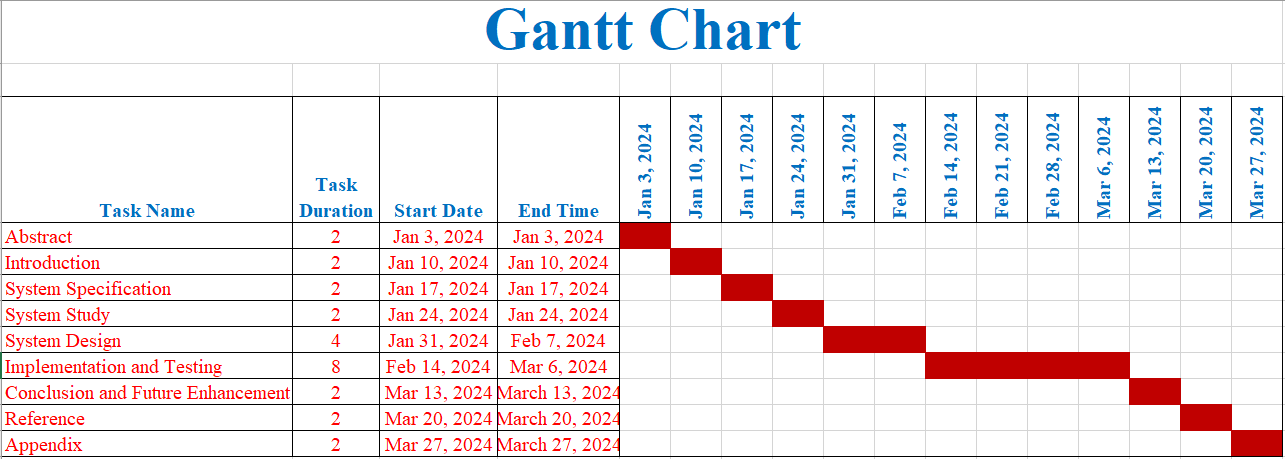 Gantt Chart
Task Name Task Duration Start Date End Time Jan 3, 2024 Jan 10, 2024 Jan 17, 2024 Jan 24, 2024 Jan 31, 2024 Feb 7, 2024 Feb 14, 2024 Feb 21, 2024 Feb 28, 2024 Mar 6, 2024 Mar 13, 2024 Mar 20, 2024 Mar 27, 2024
Abstract 2 Jan 3, 2024 Jan 3, 2024
Introduction 2 Jan 10, 2024 Jan 10, 2024
System Specification 2 Jan 17, 2024 Jan 17, 2024
System Study 2 Jan 24, 2024 Jan 24, 2024
System Design 4 Jan 31, 2024 Feb 7, 2024
Implementation and Testing 8 Feb 14, 2024 Mar 6, 2024
Conclusion and Future Enhancement 2 Mar 13, 2024 March 13, 2024
Reference 2 Mar 20, 2024 March 20, 2024
Appendix 2 Mar 27, 2024 March 27, 2024